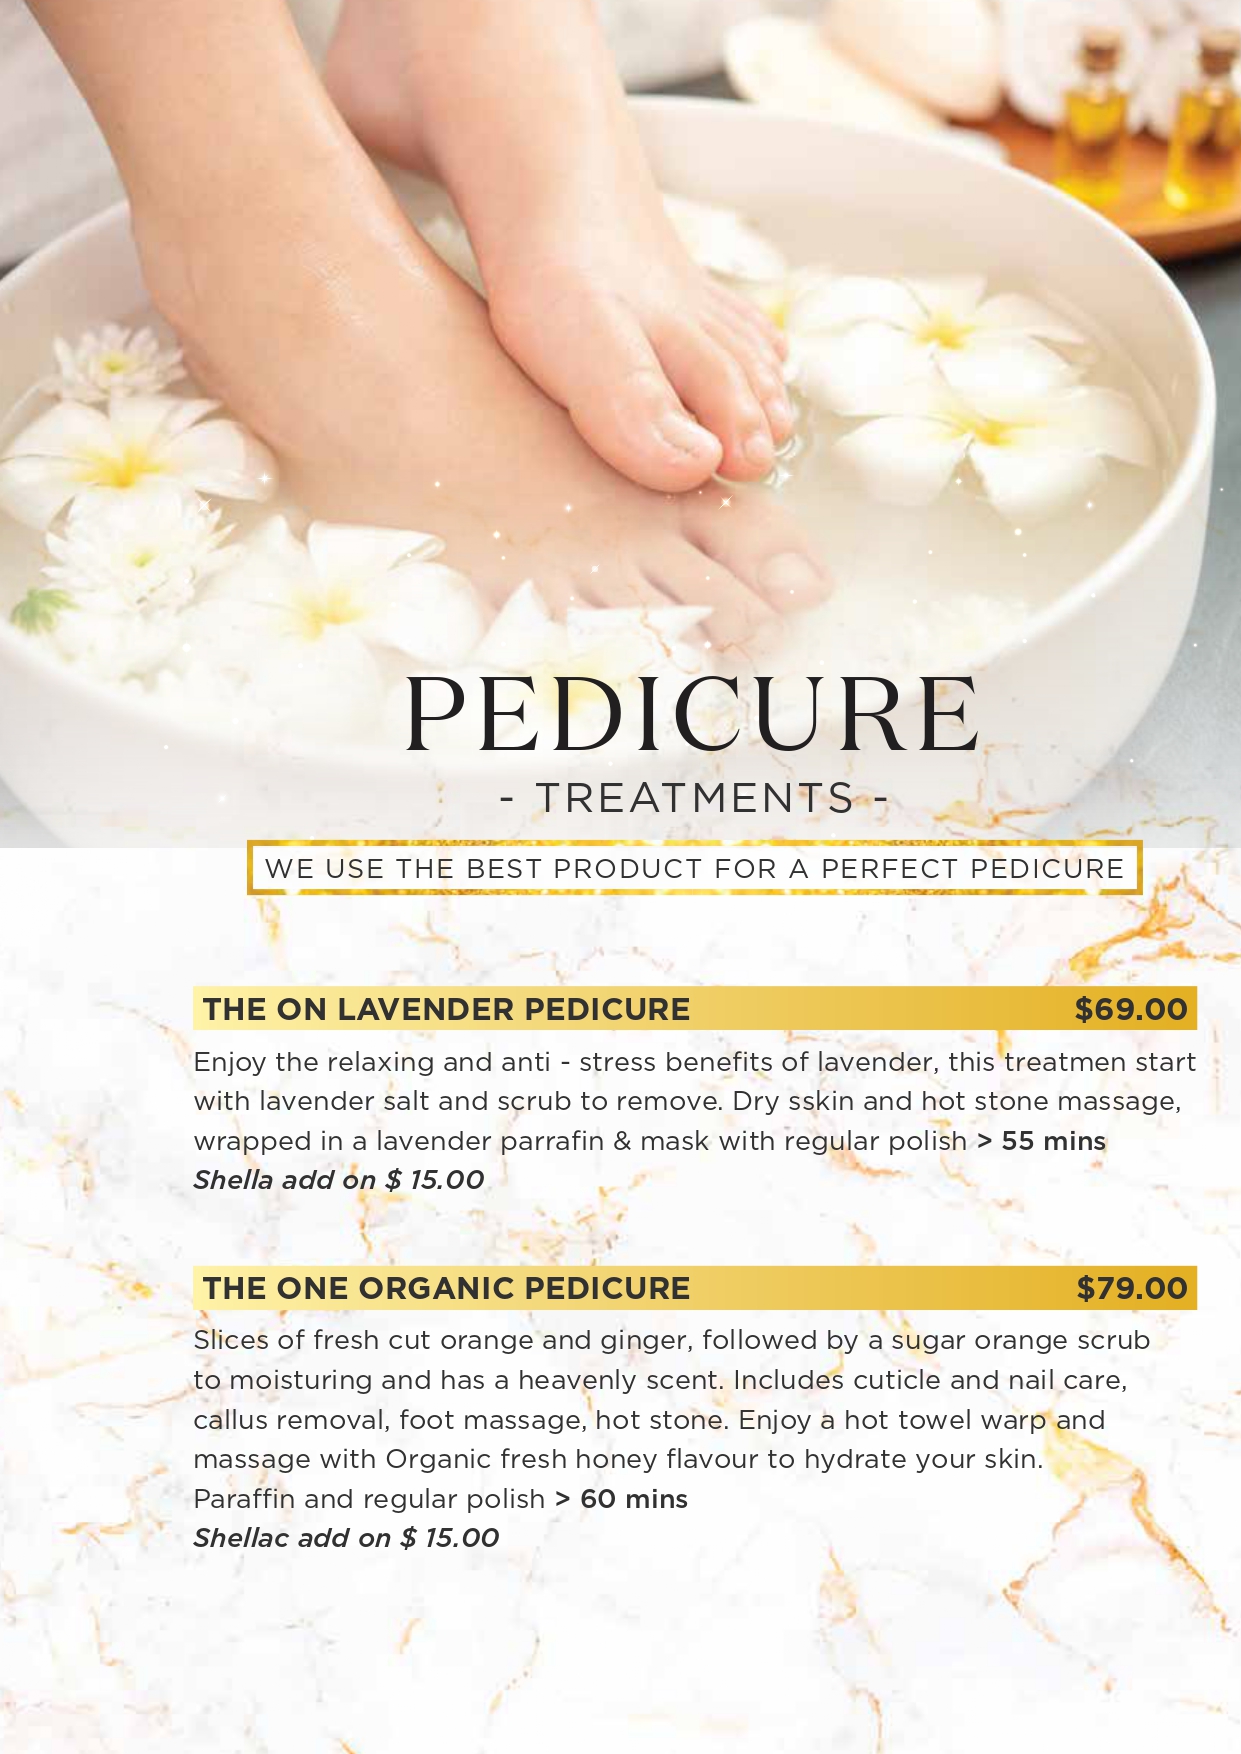 PEDICURE
- TREATMENTS -
WE USE THE BEST PRODUCT FOR A PERFECT PEDICURE
THE ON LAVENDER PEDICURE $69.00
Enjoy the relaxing and anti - stress benefits of lavender, this treatmen start
with lavender salt and scrub to remove. Dry sskin and hot stone massage,
wrapped in a lavender parrafin & mask with regular polish > 55 mins
Shella add on $ 15.00
THE ONE ORGANIC PEDICURE $79.00
Slices of fresh cut orange and ginger, followed by a sugar orange scrub
to moisturing and has a heavenly scent. Includes cuticle and nail care,
callus removal, foot massage, hot stone. Enjoy a hot towel warp and
massage with Organic fresh honey flavour to hydrate your skin.
Paraffin and regular polish > 60 mins
Shellac add on $ 15.00